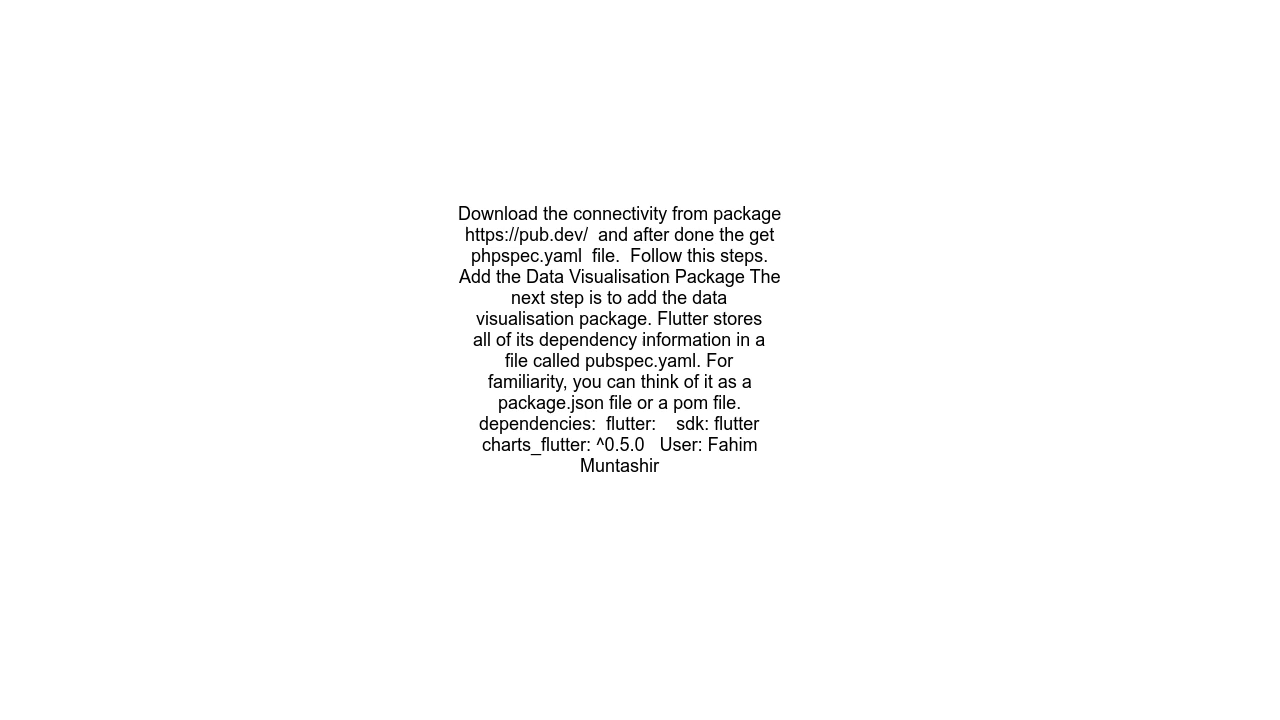 Download the connectivity from package
https://pub.dev/  and after done the get
phpspec.yaml  file.  Follow this steps.
Add the Data Visualisation Package The
next step is to add the data
visualisation package. Flutter stores
all of its dependency information in a
file called pubspec.yaml. For
familiarity, you can think of it as a
package.json file or a pom file.
dependencies:  flutter:    sdk: flutter
charts_flutter: ^0.5.0   User: Fahim
Muntashir